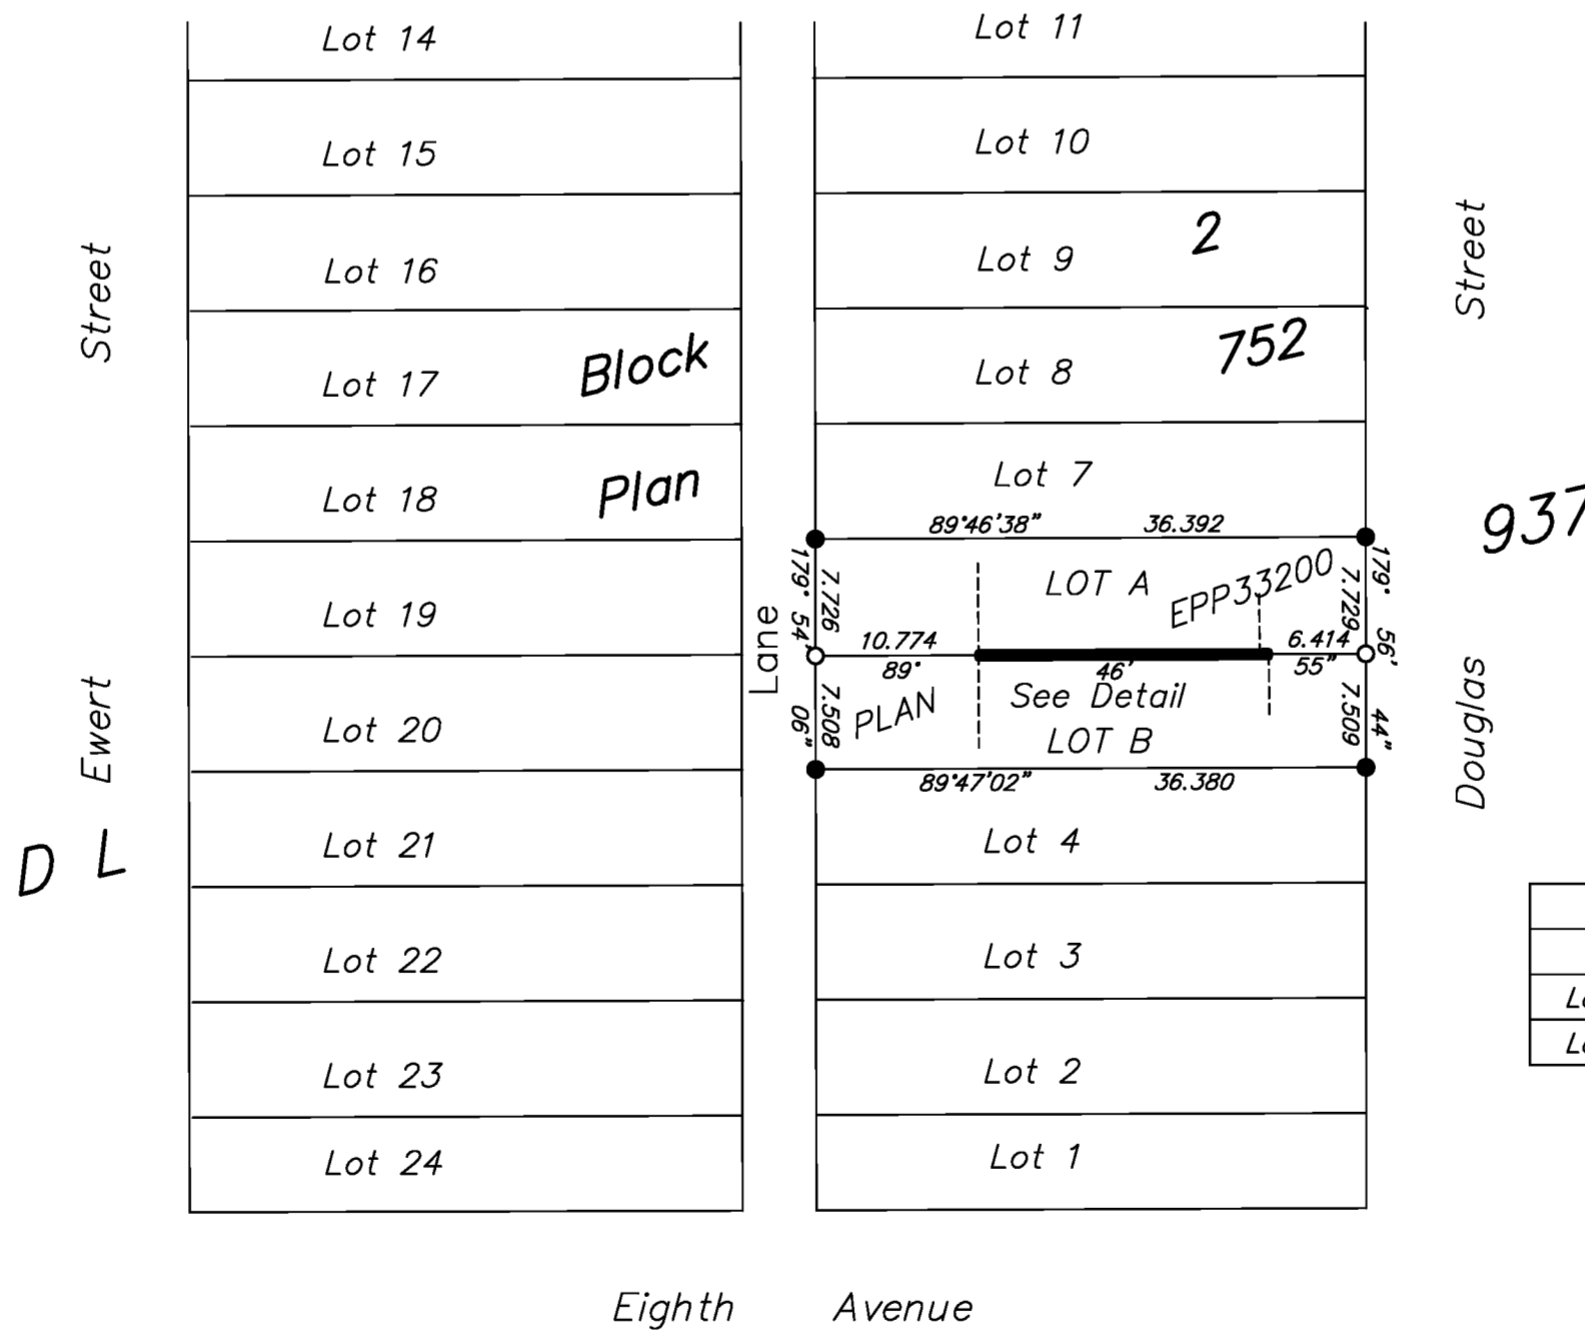 Lot 14
Lot 15
Lot 16
Lot 17
Lot 18
Lot 19
Lot 20
Lot 21
Lot 22
Lot 23
Lot 24
Block
Plan
Ewert Street
D L
Lane
Lot 11
Lot 10
Lot 9
2
Lot 8
752
Lot 7
89°46'38" 36.392
179° 54' 06"
7.726
7.508
LOT A
EPP33200
7.729
7.509
179° 56' 44"
10.774
6.414
89° 46' 55"
PLAN
See Detail
LOT B
89°47'02" 36.380
Lot 4
Lot 3
Lot 2
Lot 1
Douglas Street
937
Eighth Avenue